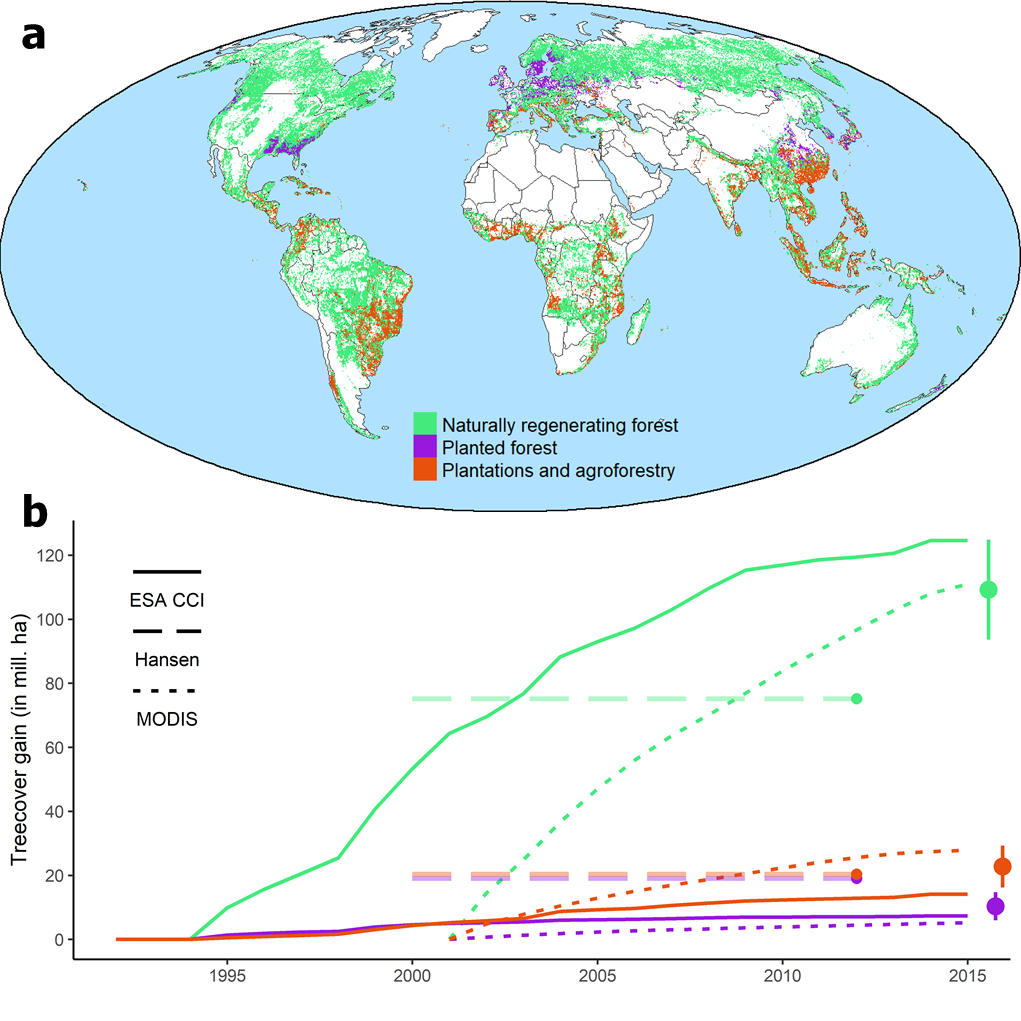 a
Naturally regenerating forest
Planted forest
Plantations and agroforestry
b
Treecover gain (in mill. ha)
120
100
80
60
40
20
0
ESA CCI
Hansen
MODIS
1995
2000
2005
2010
2015